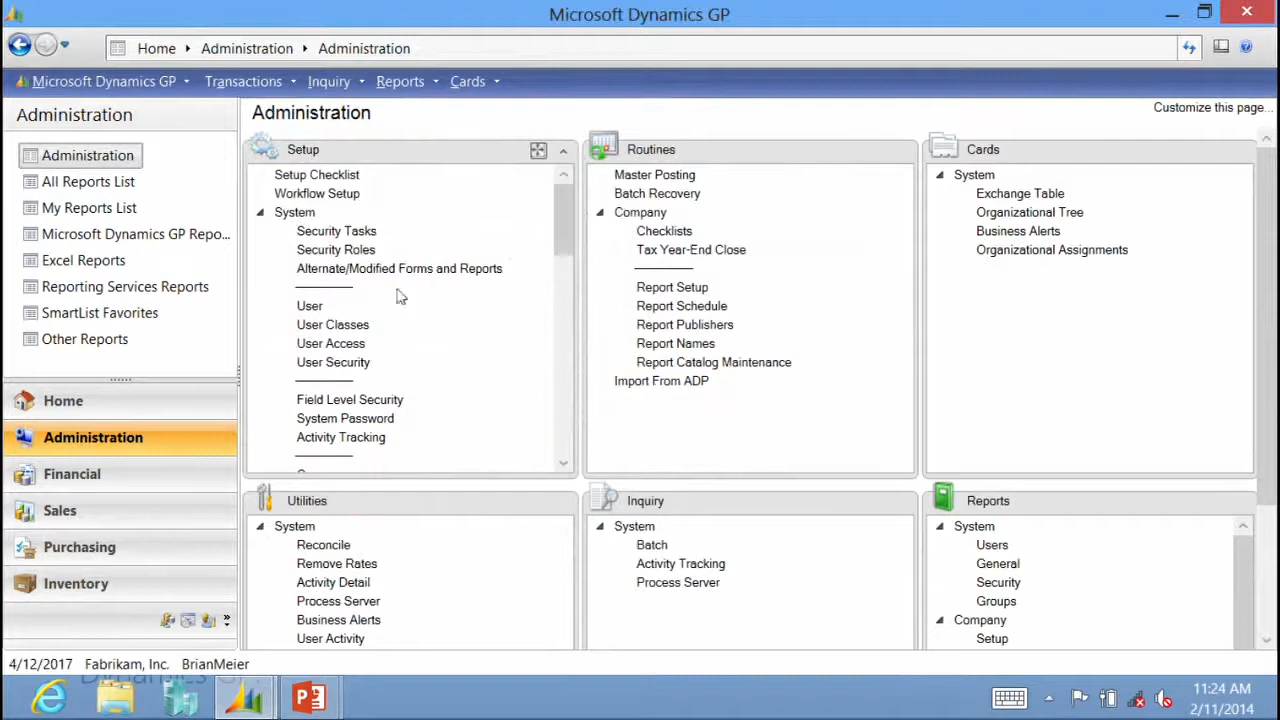 Microsoft Dynamics GP
Home Administration Administration
Microsoft Dynamics GP Transactions Inquiry Reports Cards
Administration
Administration
All Reports List
My Reports List
Microsoft Dynamics GP Repo...
Excel Reports
Reporting Services Reports
SmartList Favorites
Other Reports
Home
Administration
Financial
Sales
Purchasing
Inventory
Administration
Customize this page...
Setup
Setup Checklist
Workflow Setup
System
Security Tasks
Security Roles
Alternate/Modified Forms and Reports
User
User Classes
User Access
User Security
Field Level Security
System Password
Activity Tracking
Routines
Master Posting
Batch Recovery
Company
Checklists
Tax Year-End Close
Report Setup
Report Schedule
Report Publishers
Report Names
Report Catalog Maintenance
Import From ADP
Cards
System
Exchange Table
Organizational Tree
Business Alerts
Organizational Assignments
Utilities
System
Reconcile
Remove Rates
Activity Detail
Process Server
Business Alerts
User Activity
Inquiry
System
Batch
Activity Tracking
Process Server
Reports
System
Users
General
Security
Groups
Company
Setup
4/12/2017 Fabrikam, Inc. BrianMeier
Dynamics GP
11:24 AM
2/11/2014